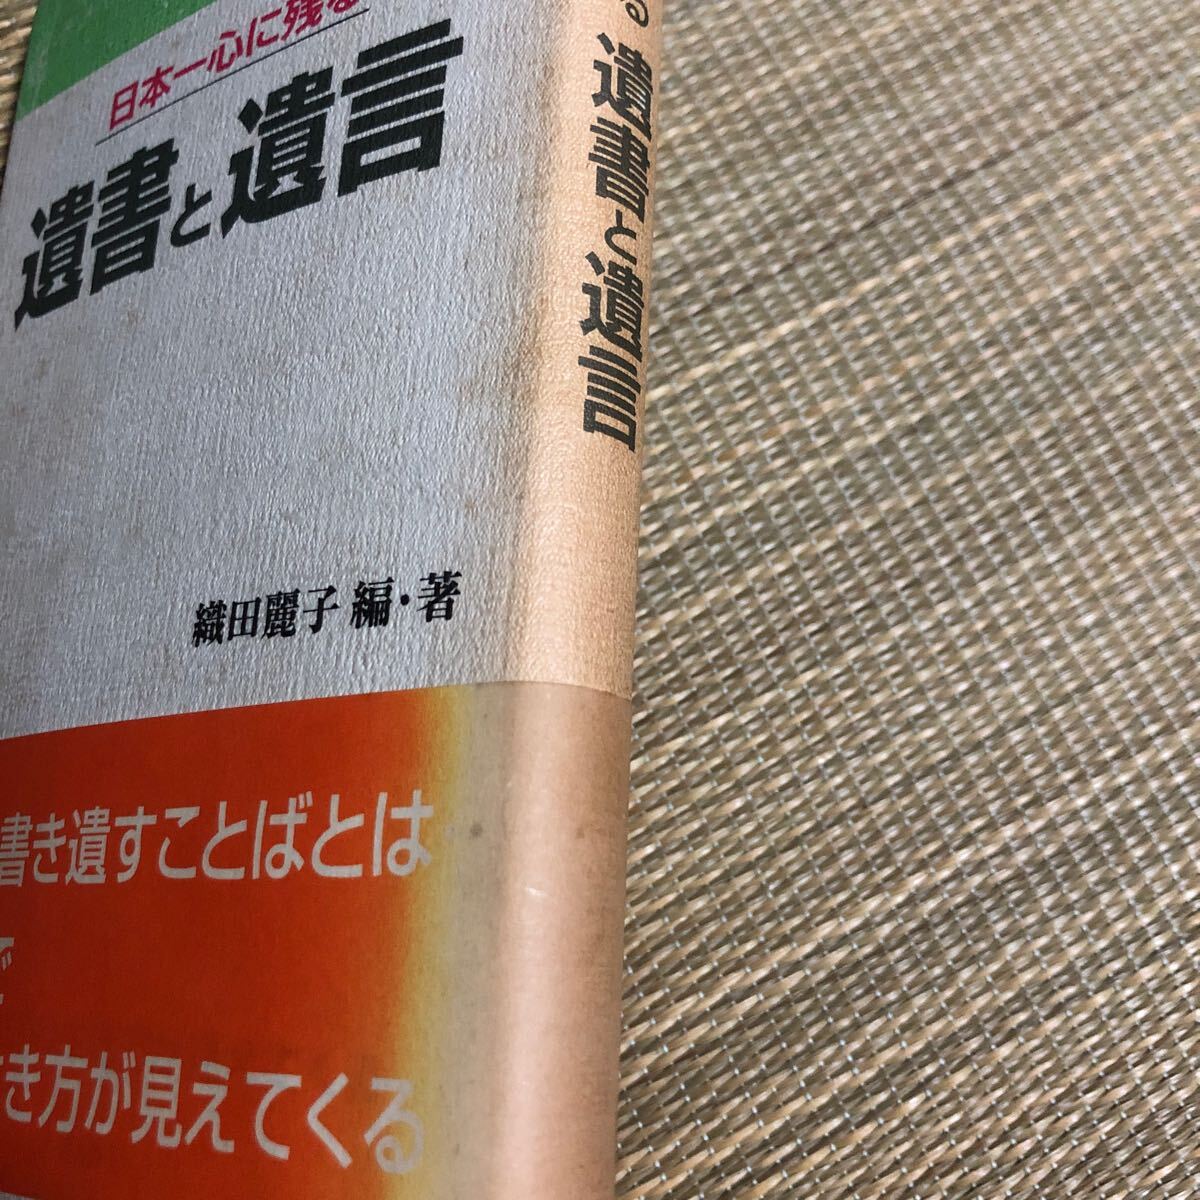 日本一心に残る
遺書と遺言
織田麗子 編・著
書き遺すことばとは
で
き方が見えてくる
る 遺書と遺言